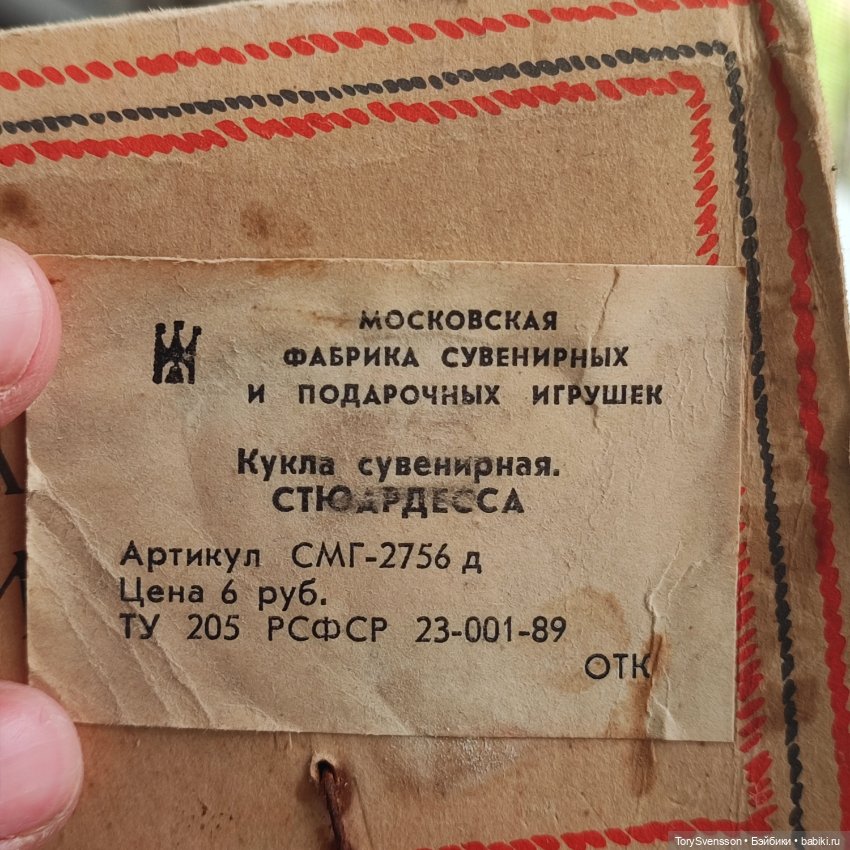 МОСКОВСКАЯ
ФАБРИКА СУВЕНИРНЫХ
И ПОДАРОЧНЫХ ИГРУШЕК
Кукла сувенирная.
СТЮАРДЕССА
Артикул СМГ-2756 д
Цена 6 руб.
ТУ 205 РСФСР 23-001-89
ОТК
TorySvensson • Бэйбики • babiki.ru